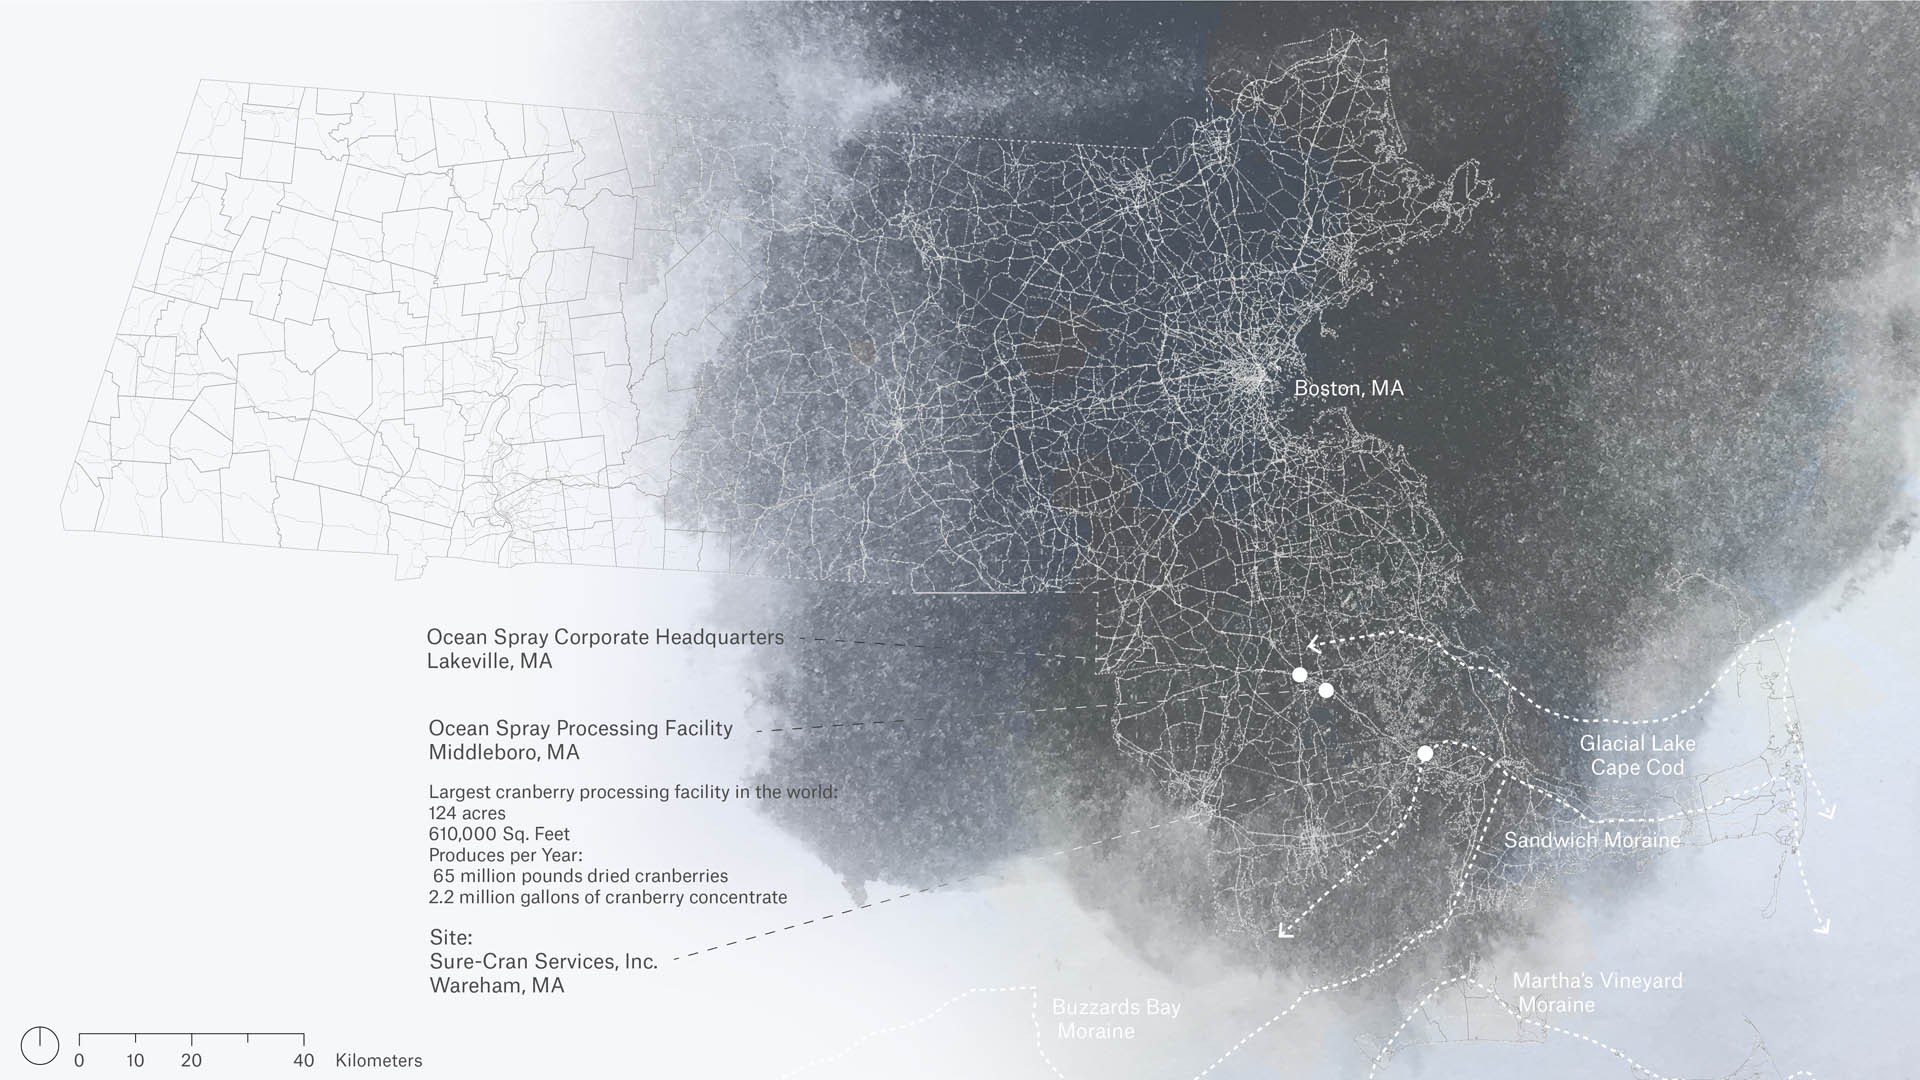 Boston, MA
Ocean Spray Corporate Headquarters
Lakeville, MA
Ocean Spray Processing Facility
Middleboro, MA
Largest cranberry processing facility in the world:
124 acres
610,000 Sq. Feet
Produces per Year:
65 million pounds dried cranberries
2.2 million gallons of cranberry concentrate
Site:
Sure-Cran Services, Inc.
Wareham, MA
Glacial Lake
Cape Cod
Sandwich Moraine
Martha's Vineyard
Moraine
Buzzards Bay
Moraine
0 10 20 40 Kilometers